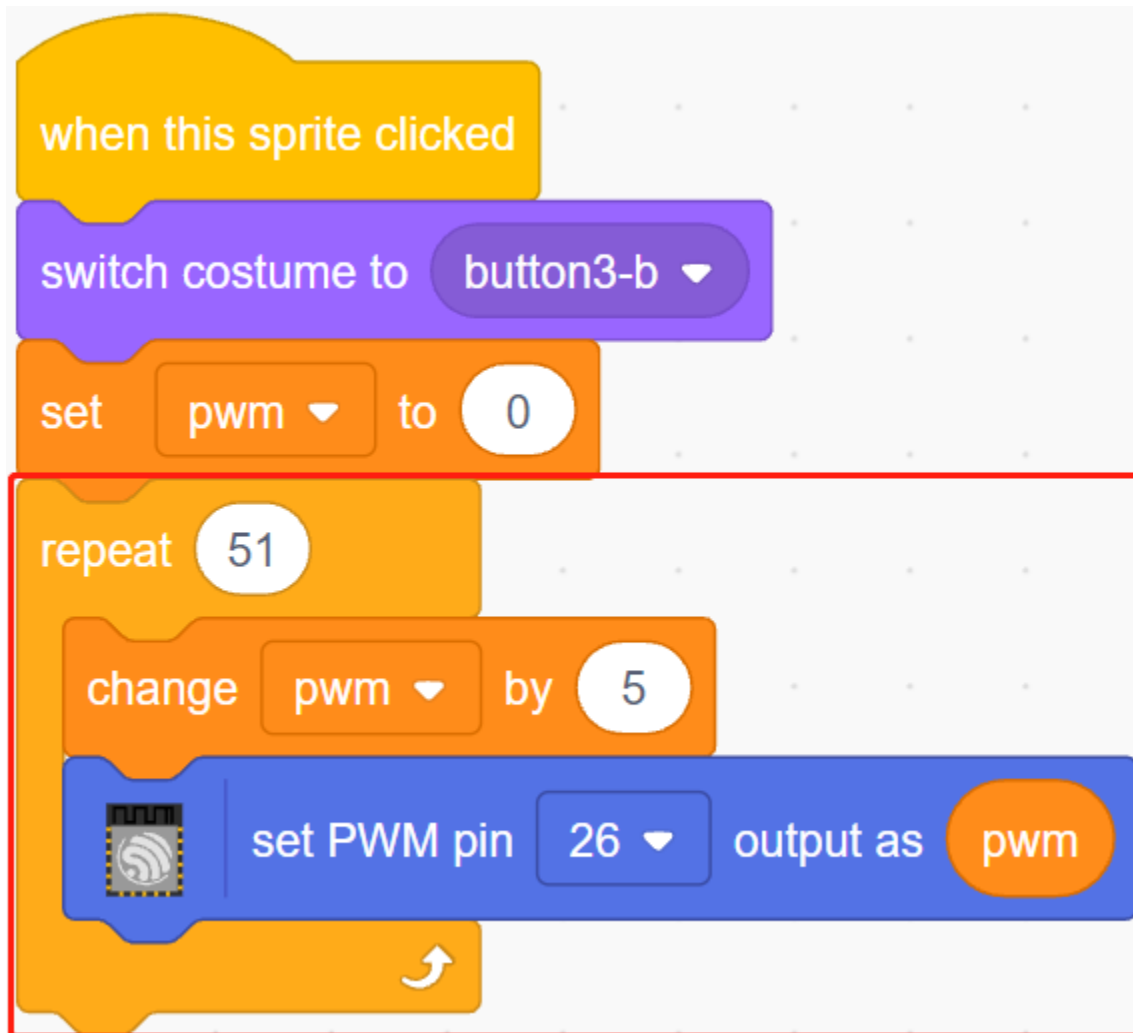 when this sprite clicked
switch costume to button3-b
set pwm to 0
repeat 51
change pwm by 5
set PWM pin 26 output as pwm